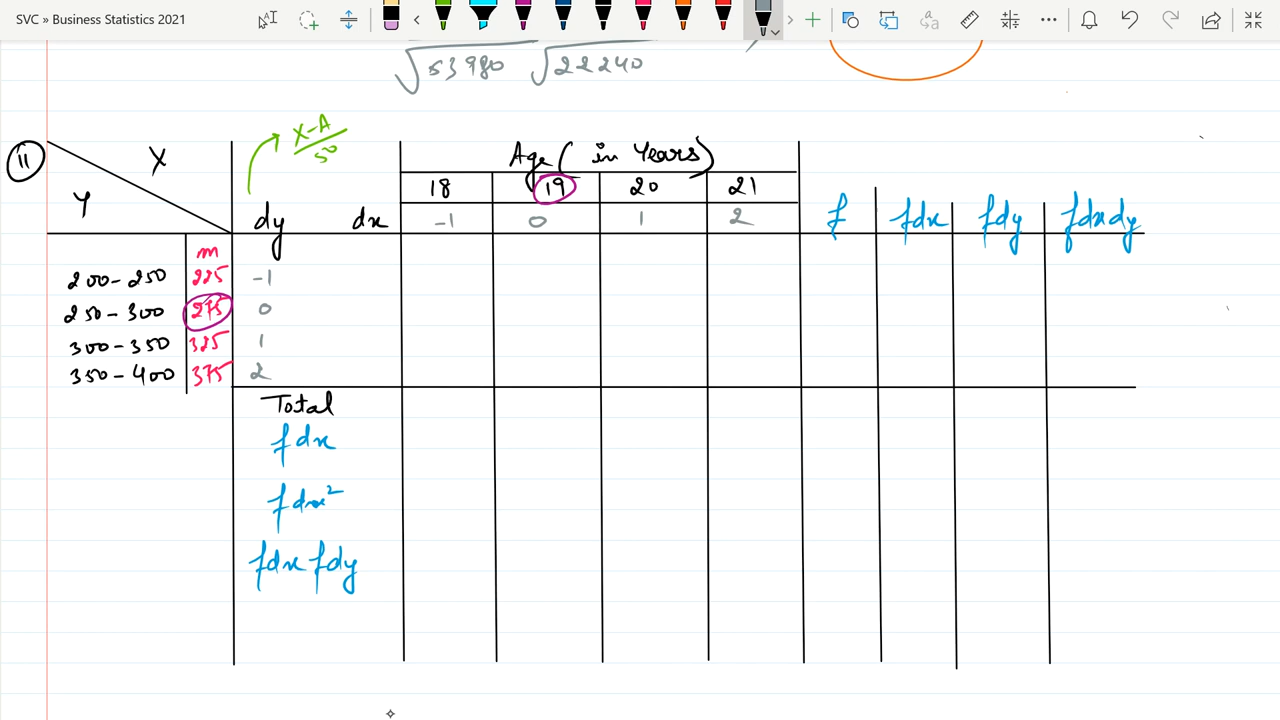 SVC » Business Statistics 2021
√53980 √22240
11
X
Y
X-A/50
Age (in Years)
18 19 20 21
dy dx -1 0 1 2 f fdx fdy fdxdy
m
200-250 225 -1
250-300 275 0
300-350 325 1
350-400 375 2
Total
fdx
fdx²
fdx fdy